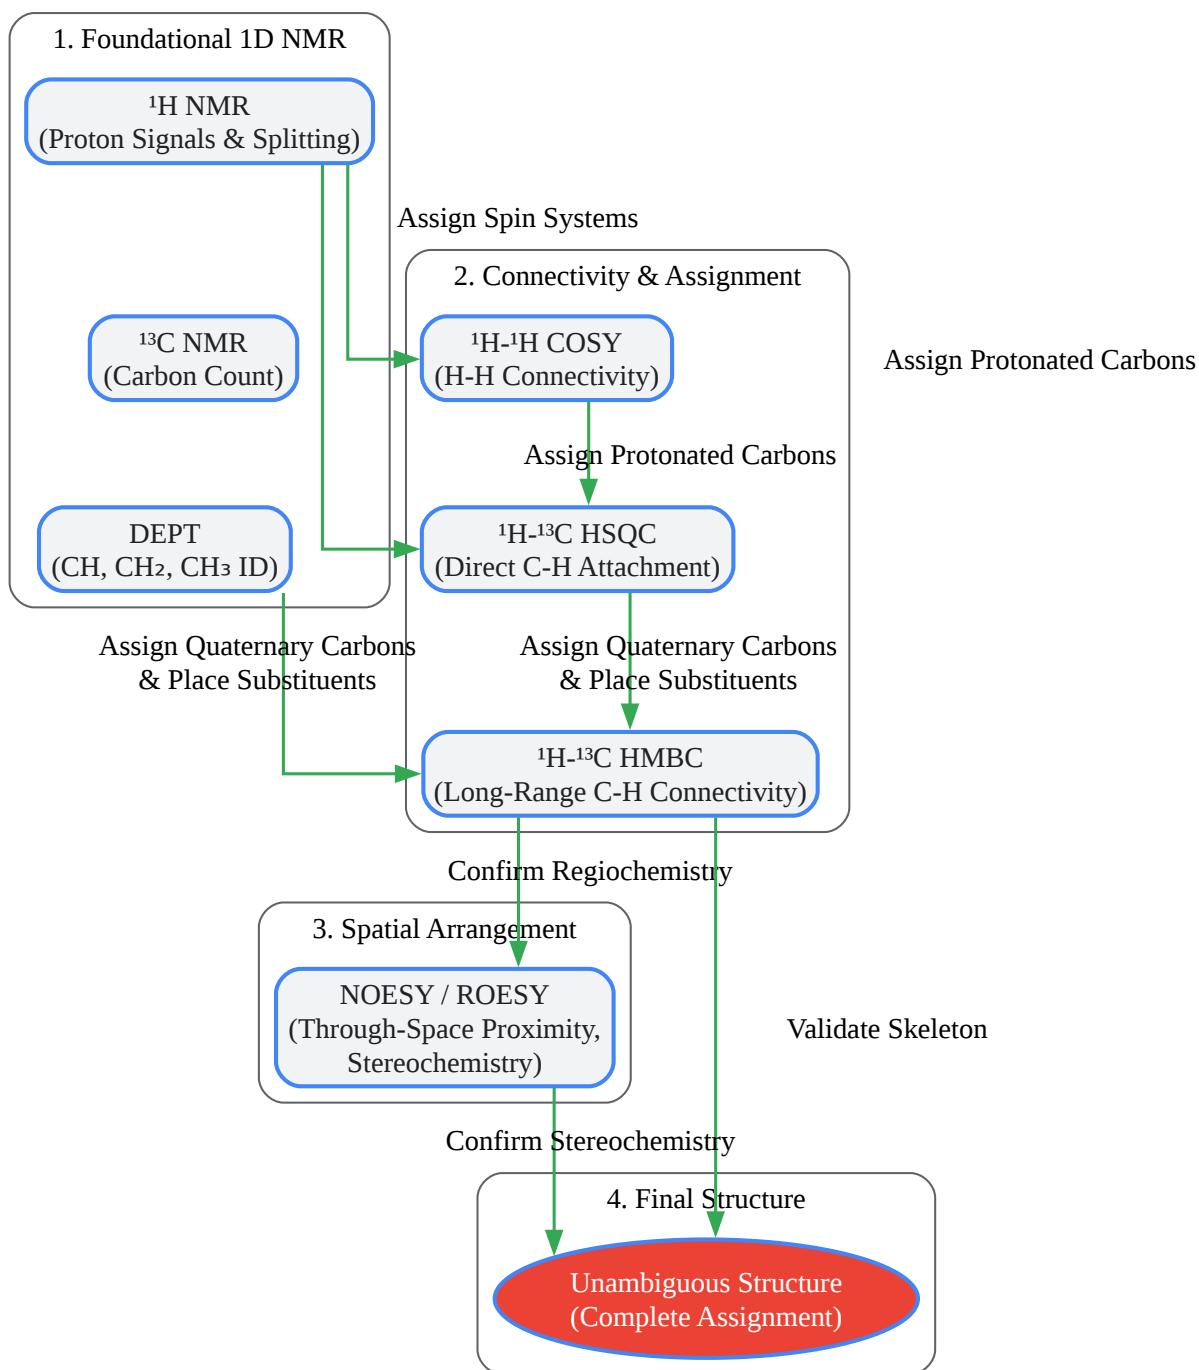 1. Foundational 1D NMR
¹H NMR
(Proton Signals & Splitting)
Assign Spin Systems
2. Connectivity & Assignment
¹³C NMR
(Carbon Count)
¹H-¹H COSY
(H-H Connectivity)
Assign Protonated Carbons
Assign Protonated Carbons
DEPT
(CH, CH₂, CH₃ ID)
¹H-¹³C HSQC
(Direct C-H Attachment)
Assign Quaternary Carbons
& Place Substituents
Assign Quaternary Carbons
& Place Substituents
¹H-¹³C HMBC
(Long-Range C-H Connectivity)
Confirm Regiochemistry
3. Spatial Arrangement
NOESY / ROESY
(Through-Space Proximity,
Stereochemistry)
Validate Skeleton
Confirm Stereochemistry
4. Final Structure
Unambiguous Structure
(Complete Assignment)